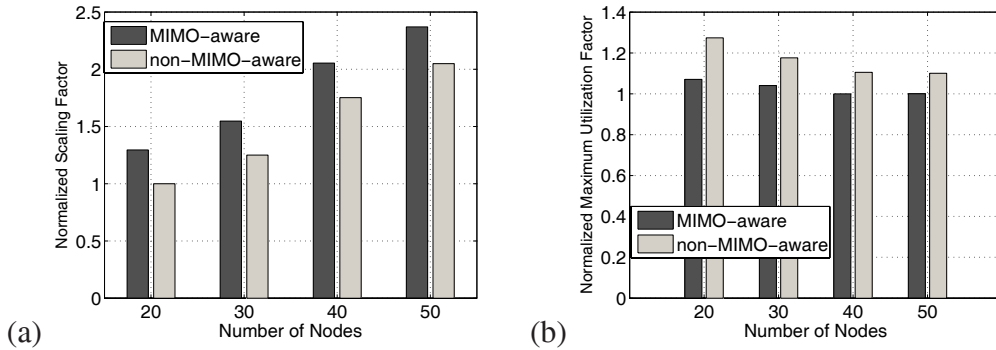 2.5
2
1.5
1
0.5
0
Normalized Scaling Factor
MIMO-aware
non-MIMO-aware
20 30 40 50
Number of Nodes
(a)
1.4
1.2
1
0.8
0.6
0.4
0.2
0
Normalized Maximum Utilization Factor
MIMO-aware
non-MIMO-aware
20 30 40 50
Number of Nodes
(b)